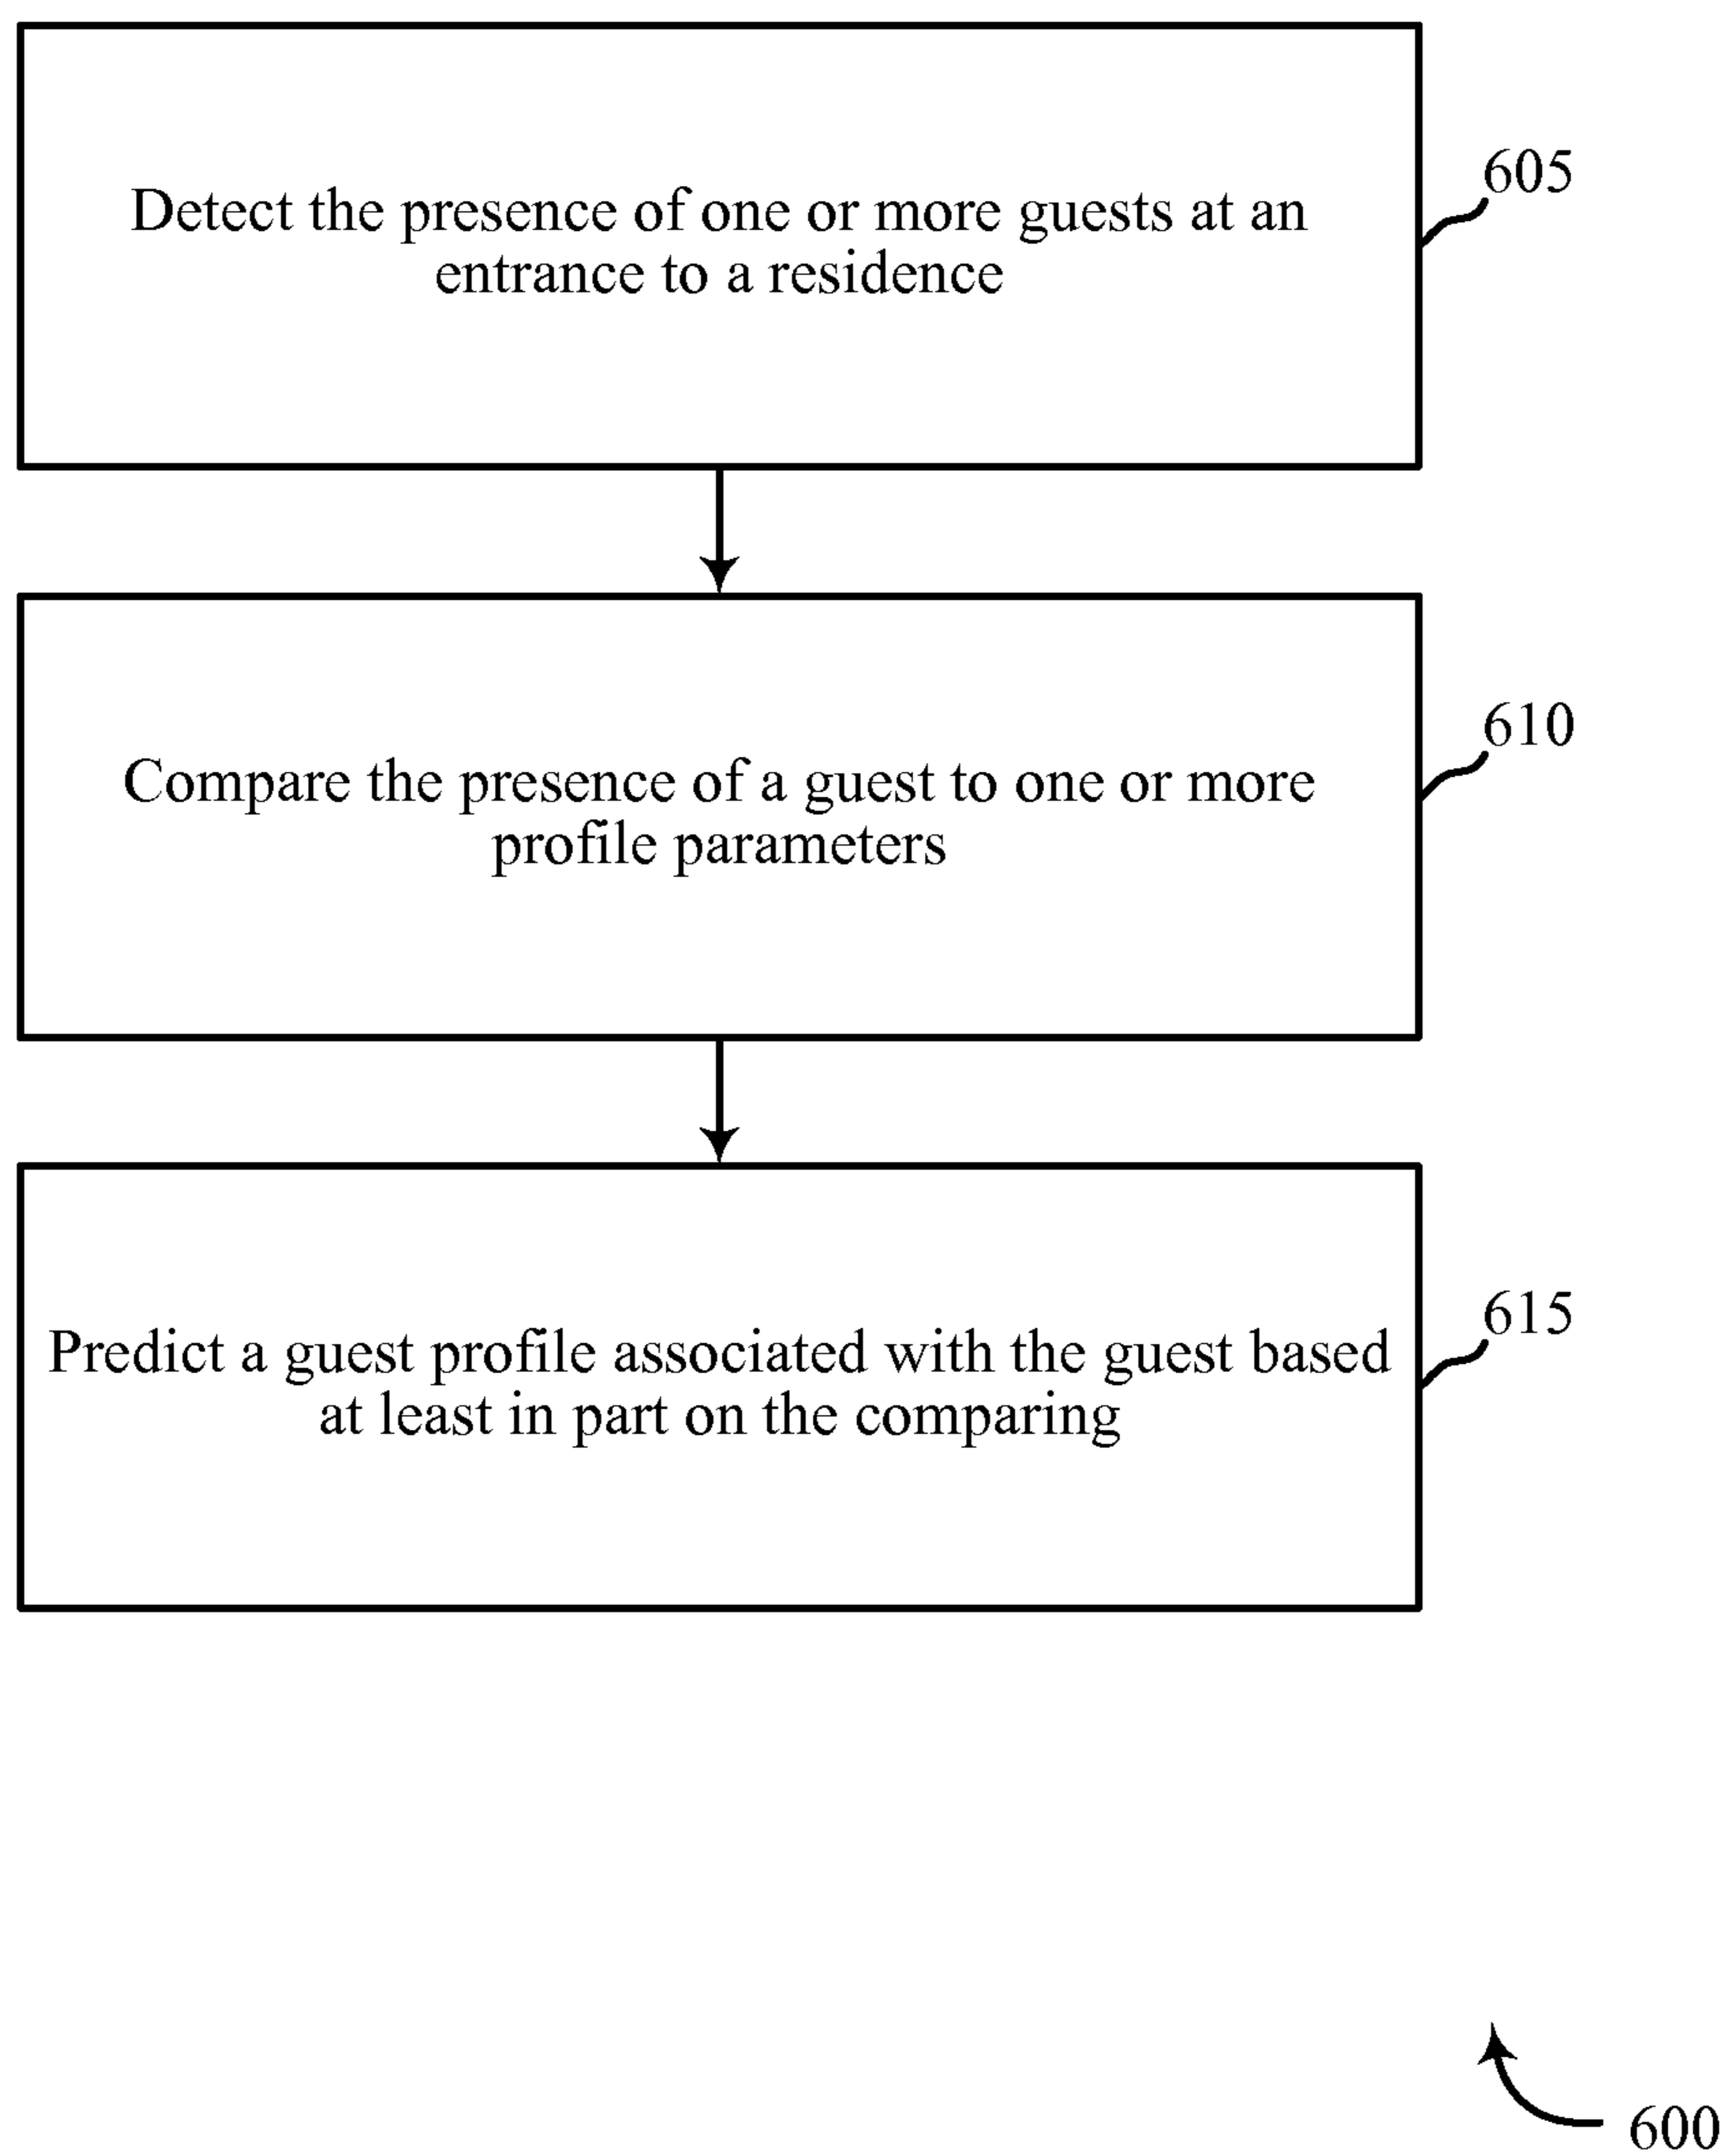 Detect the presence of one or more guests at an
entrance to a residence
605
Compare the presence of a guest to one or more
profile parameters
610
Predict a guest profile associated with the guest based
at least in part on the comparing
615
600